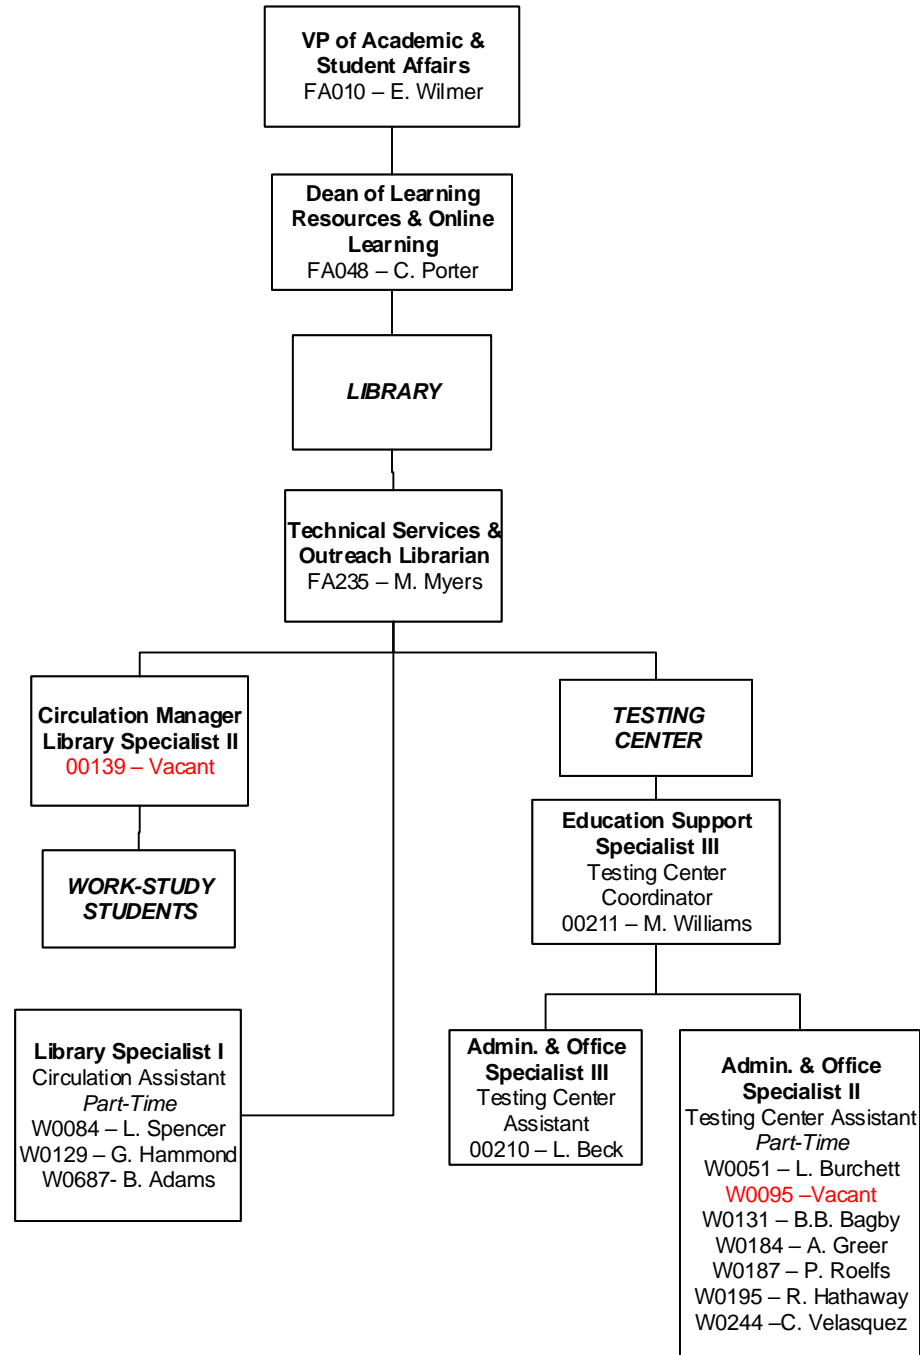 VP of Academic &
Student Affairs
FA010 – E. Wilmer
Dean of Learning
Resources & Online
Learning
FA048 – C. Porter
LIBRARY
Technical Services &
Outreach Librarian
FA235 – M. Myers
Circulation Manager
Library Specialist II
00139 – Vacant
WORK-STUDY
STUDENTS
TESTING
CENTER
Education Support
Specialist III
Testing Center
Coordinator
00211 – M. Williams
Library Specialist I
Circulation Assistant
Part-Time
W0084 – L. Spencer
W0129 – G. Hammond
W0687- B. Adams
Admin. & Office
Specialist III
Testing Center
Assistant
00210 – L. Beck
Admin. & Office
Specialist II
Testing Center Assistant
Part-Time
W0051 – L. Burchett
W0095 –Vacant
W0131 – B.B. Bagby
W0184 – A. Greer
W0187 – P. Roelfs
W0195 – R. Hathaway
W0244 –C. Velasquez